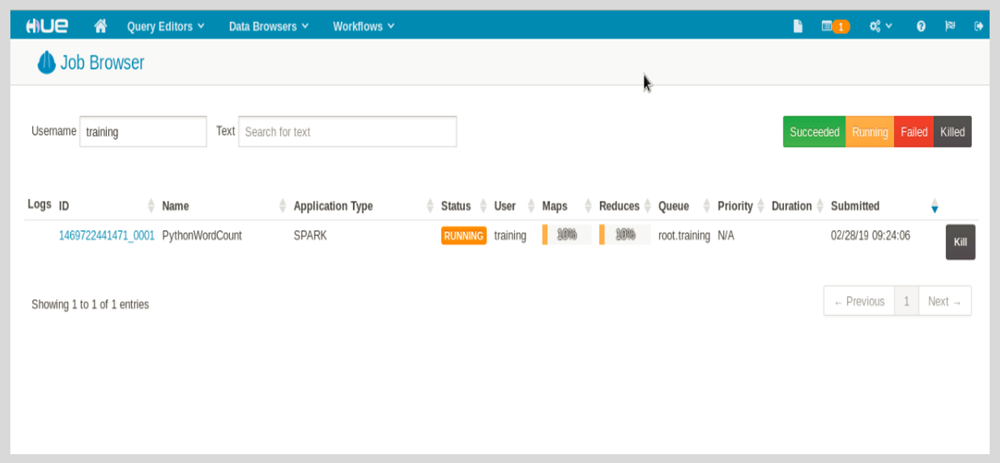 HUE Query Editors Data Browsers Workflows 1
Job Browser
Username training Text Search for text Succeeded Running Failed Killed
Logs ID Name Application Type Status User Maps Reduces Queue Priority Duration Submitted
1469722441471_0001 PythonWordCount SPARK RUNNING training 10% 10% root.training N/A 02/28/19 09:24:06 Kill
Showing 1 to 1 of 1 entries ← Previous 1 Next →